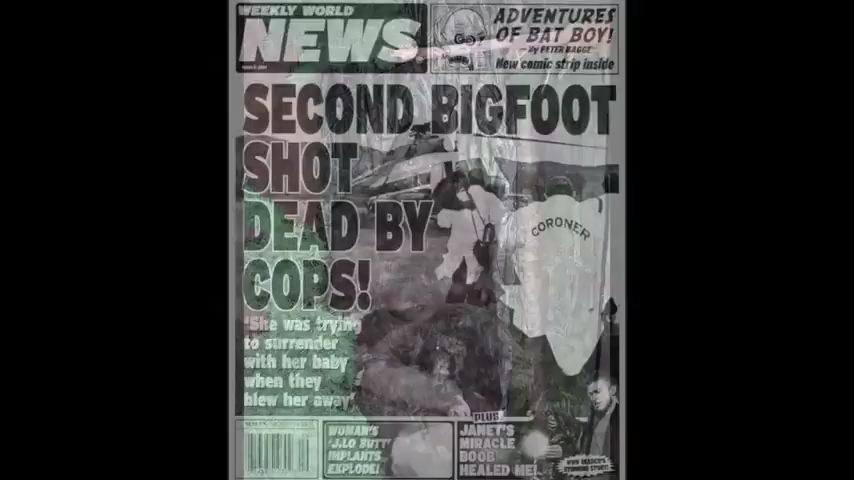 WEEKLY WORLD
NEWS
ADVENTURES
OF BAT BOY!
By PETER BAGGE
New comic strip inside
SECOND BIGFOOT
SHOT
DEAD BY
COPS!
'She was trying
to surrender
with her baby
when they
blew her away'
CORONER
WOMAN'S
'J.LO BUTT'
IMPLANTS
EXPLODE!
PLUS
JANET'S
MIRACLE
BOOB
HEALED ME!